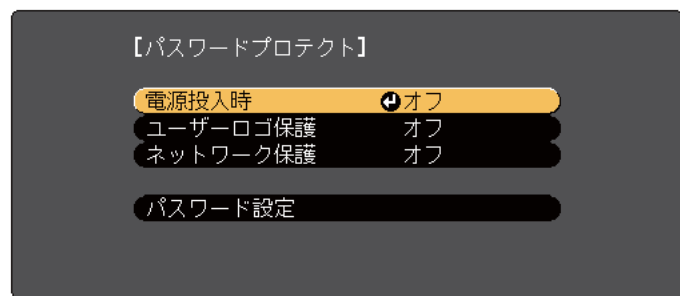 【パスワードプロテクト】
電源投入時 オフ
ユーザーロゴ保護 オフ
ネットワーク保護 オフ
パスワード設定